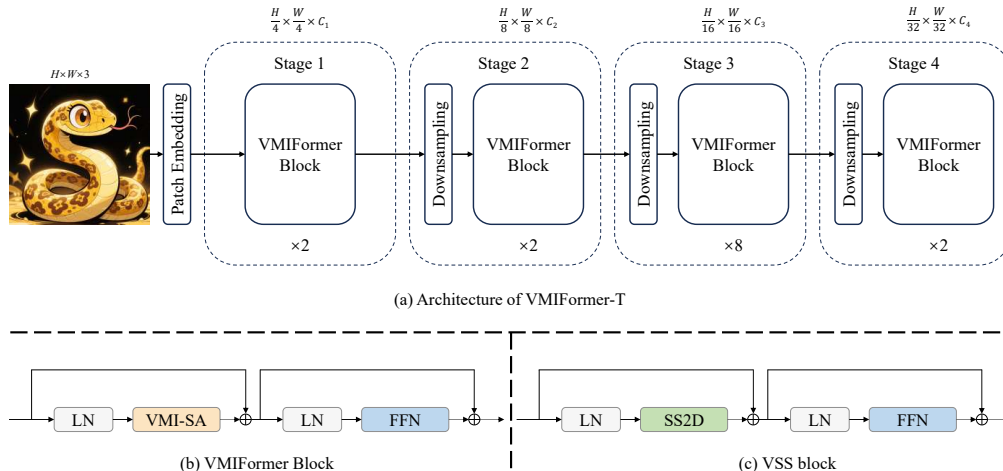 H/4 × W/4 × C₁
H/8 × W/8 × C₂
H/16 × W/16 × C₃
H/32 × W/32 × C₄
H×W×3
Stage 1
Stage 2
Stage 3
Stage 4
Patch Embedding
VMIFormer
Block
Downsampling
VMIFormer
Block
Downsampling
VMIFormer
Block
Downsampling
VMIFormer
Block
×2
×2
×8
×2
(a) Architecture of VMIFormer-T
LN
VMI-SA
LN
FFN
LN
SS2D
LN
FFN
(b) VMIFormer Block
(c) VSS block